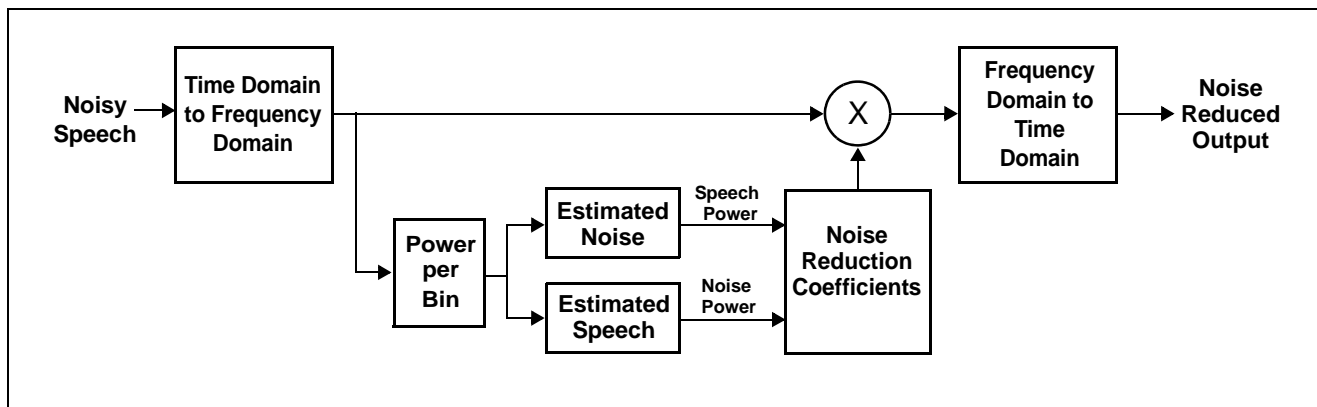 Noisy
Speech
Time Domain
to Frequency
Domain
X
Frequency
Domain to
Time
Domain
Noise
Reduced
Output
Power
per
Bin
Estimated
Noise
Speech
Power
Estimated
Speech
Noise
Power
Noise
Reduction
Coefficients